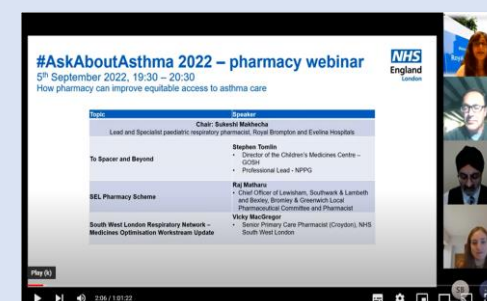 #AskAboutAsthma 2022 – pharmacy webinar
5th September 2022, 19:30 – 20:30
How pharmacy can improve equitable access to asthma care
NHS
England
London
Topic Speaker
Chair: Sukeshi Makhecha
Lead and Specialist paediatric respiratory pharmacist, Royal Brompton and Evelina Hospitals
To Spacer and Beyond
Stephen Tomlin
• Director of the Children's Medicines Centre – GOSH
• Professional Lead - NPPG
SEL Pharmacy Scheme
Raj Matharu
• Chief Officer of Lewisham, Southwark & Lambeth
and Bexley, Bromley & Greenwich Local
Pharmaceutical Committee and Pharmacist
South West London Respiratory Network –
Medicines Optimisation Workstream Update
Vicky MacGregor
• Senior Primary Care Pharmacist (Croydon), NHS
South West London
Play (k)
2:06 / 1:01:22
SB